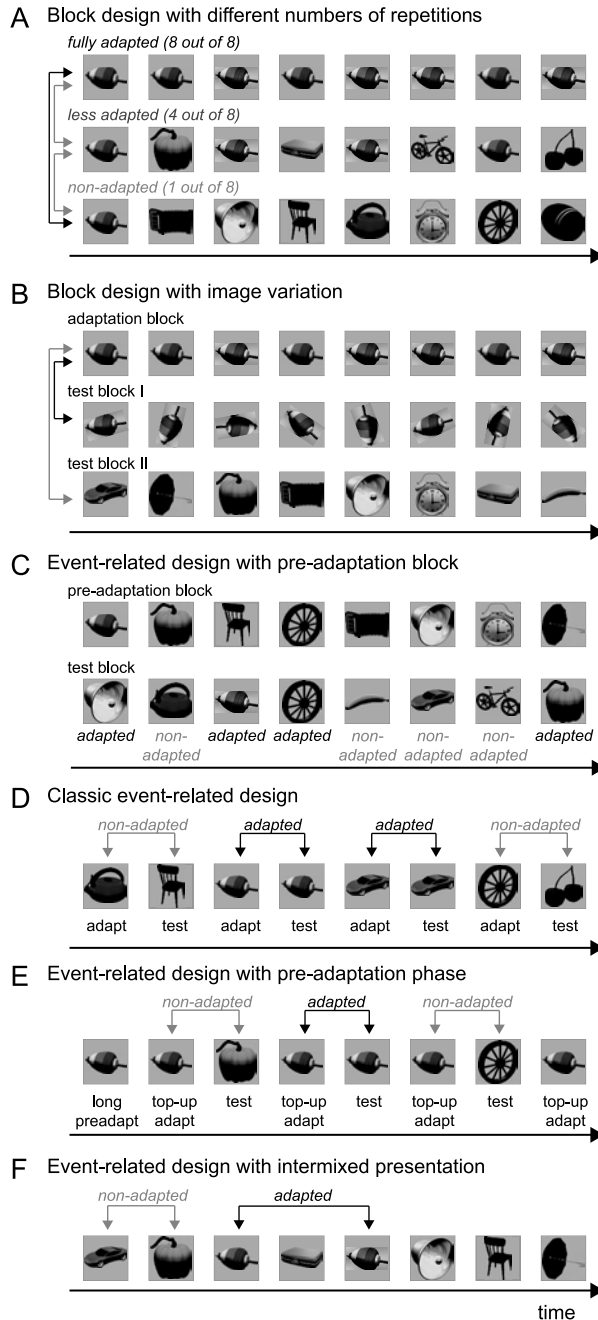 A Block design with different numbers of repetitions
fully adapted (8 out of 8)
less adapted (4 out of 8)
non-adapted (1 out of 8)
B Block design with image variation
adaptation block
test block I
test block II
C Event-related design with pre-adaptation block
pre-adaptation block
test block
adapted non- adapted adapted non- non- non- adapted
adapted adapted adapted adapted
D Classic event-related design
non-adapted adapted adapted non-adapted
adapt test adapt test adapt test adapt test
E Event-related design with pre-adaptation phase
non-adapted adapted non-adapted
long top-up test top-up test top-up test top-up
preadapt adapt adapt adapt adapt
F Event-related design with intermixed presentation
non-adapted adapted
time